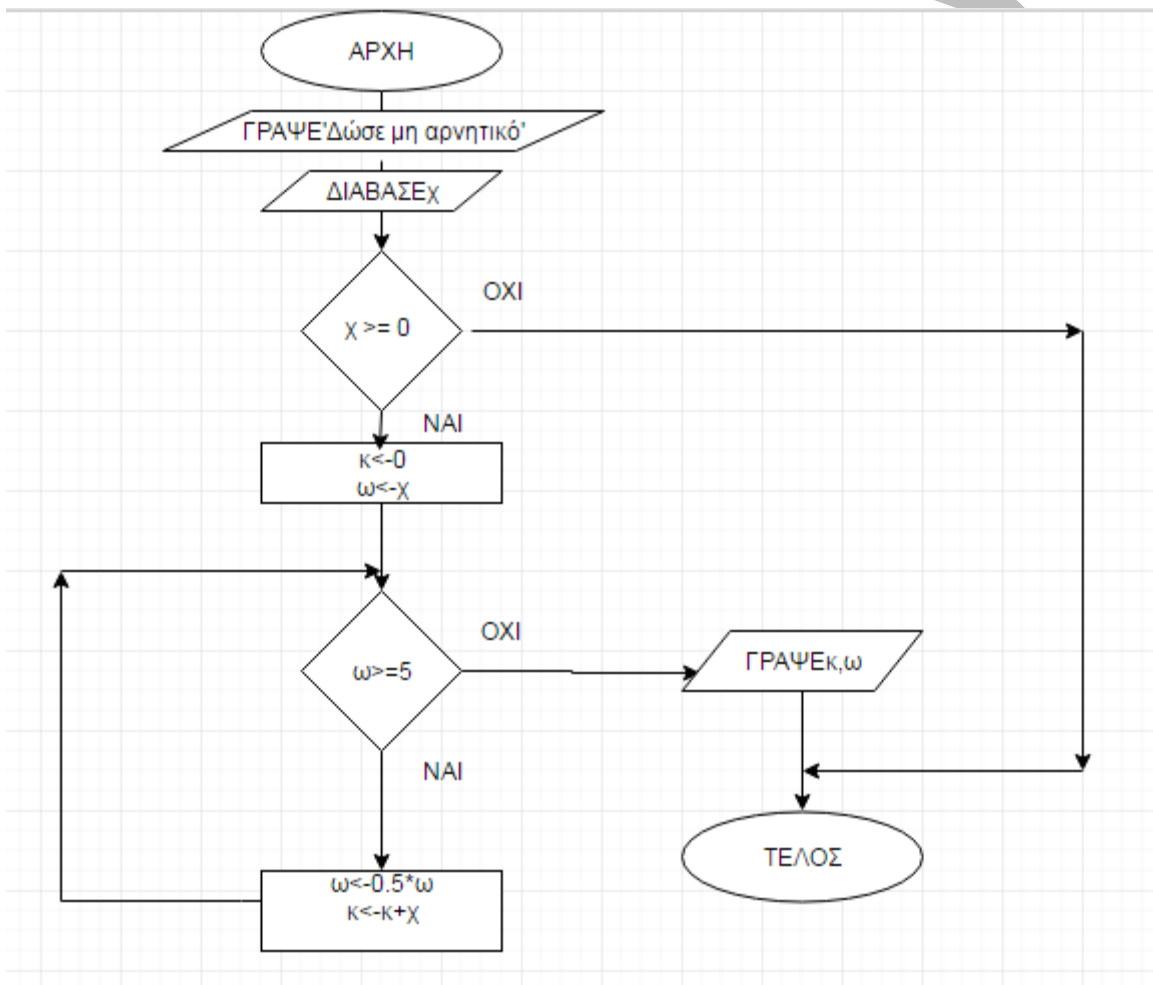 ΑΡΧΗ
ΓΡΑΨΕ'Δώσε μη αρνητικό'
ΔΙΑΒΑΣΕχ
ΟΧΙ
χ >= 0
ΝΑΙ
κ<-0
ω<-χ
ΟΧΙ
ω>=5
ΓΡΑΨΕκ,ω
ΝΑΙ
ΤΕΛΟΣ
ω<-0.5*ω
κ<-κ+χ